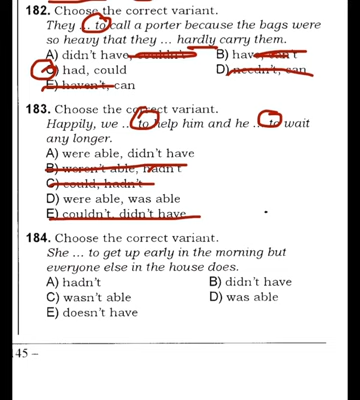 182. Choose the correct variant.
They ... to call a porter because the bags were
so heavy that they ... hardly carry them.
A) didn't have, couldn't B) have, can't
C) had, could D) needn't, can
E) haven't, can
183. Choose the correct variant.
Happily, we ... to help him and he ... to wait
any longer.
A) were able, didn't have
B) weren't able, hadn't
C) could, hadn't
D) were able, was able
E) couldn't, didn't have
184. Choose the correct variant.
She ... to get up early in the morning but
everyone else in the house does.
A) hadn't B) didn't have
C) wasn't able D) was able
E) doesn't have
145 –